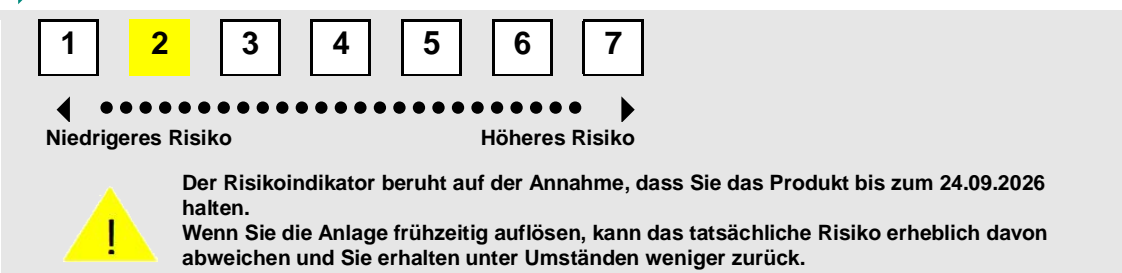 1 2 3 4 5 6 7
Niedrigeres Risiko Höheres Risiko
Der Risikoindikator beruht auf der Annahme, dass Sie das Produkt bis zum 24.09.2026
halten.
Wenn Sie die Anlage frühzeitig auflösen, kann das tatsächliche Risiko erheblich davon
abweichen und Sie erhalten unter Umständen weniger zurück.
!